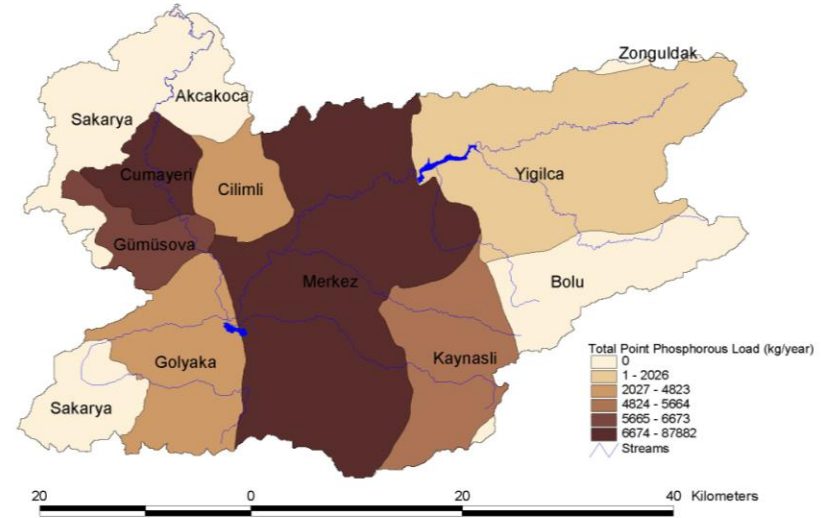 Zonguldak
Akcakoca
Sakarya
Cumayeri
Cilimli
Yigilca
Gümüsova
Merkez
Bolu
Golyaka
Kaynasli
Sakarya
Total Point Phosphorous Load (kg/year)
0
1 - 2026
2027 - 4823
4824 - 5664
5665 - 6673
6674 - 87882
Streams
20 0 20 40 Kilometers